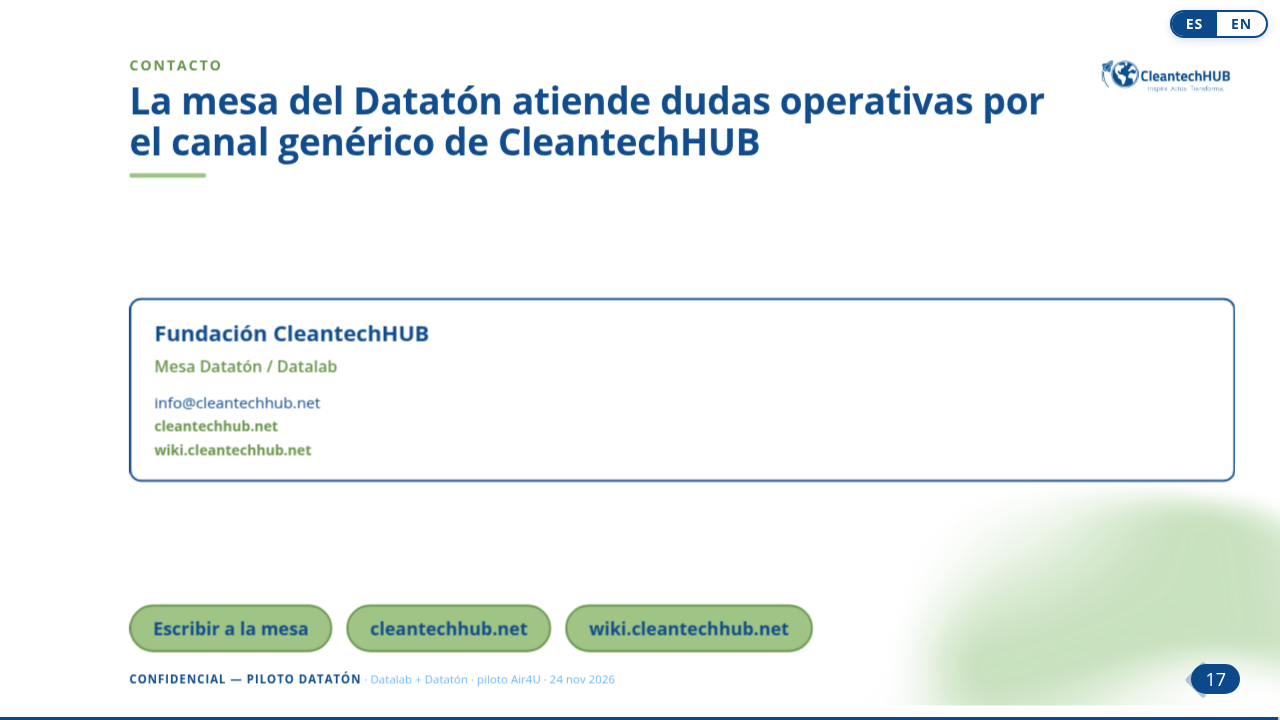 ES EN
CONTACTO
La mesa del Datatón atiende dudas operativas por
el canal genérico de CleantechHUB
CleantechHUB
Inspira. Actúa. Transforma.
Fundación CleantechHUB
Mesa Datatón / Datalab
info@cleantechhub.net
cleantechhub.net
wiki.cleantechhub.net
Escribir a la mesa
cleantechhub.net
wiki.cleantechhub.net
CONFIDENCIAL — PILOTO DATATÓN · Datalab + Datatón · piloto Air4U · 24 nov 2026
17